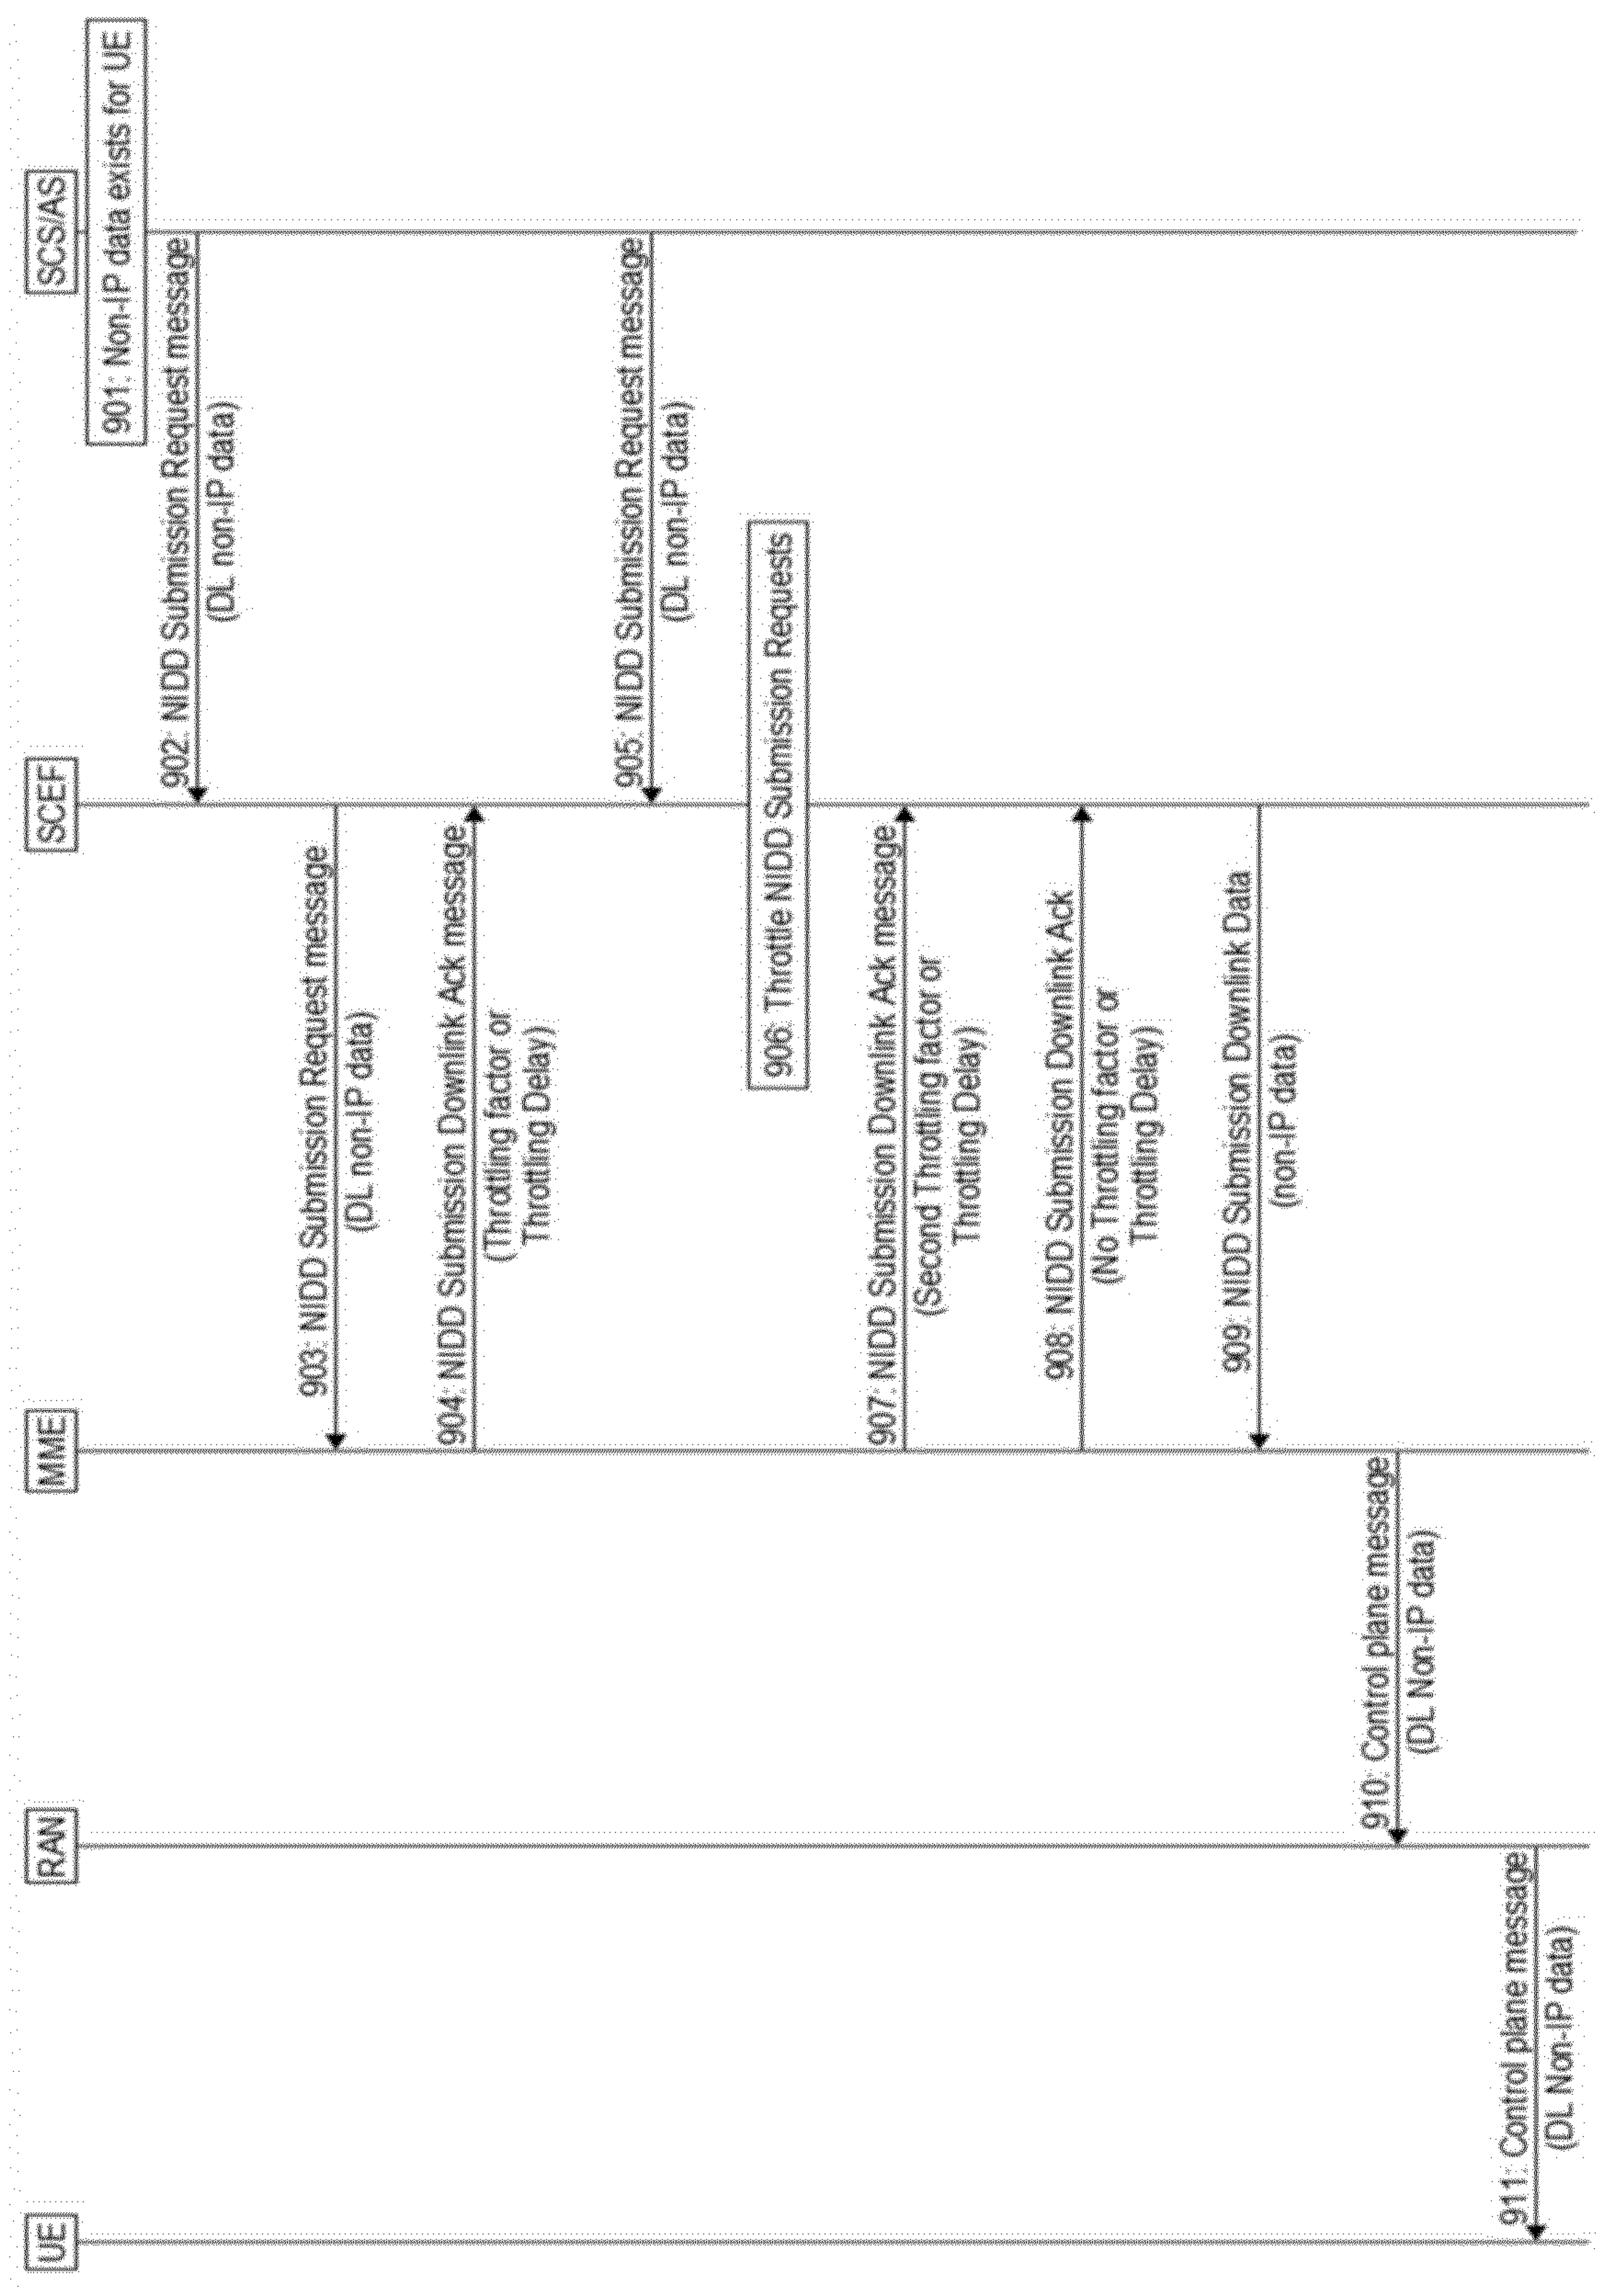 UE
RAN
MME
SCEF
SCS/AS
901: Non-IP data exists for UE
902: NIDD Submission Request message
(DL non-IP data)
903: NIDD Submission Request message
(DL non-IP data)
904: NIDD Submission Downlink Ack message
(Throttling factor or
Throttling Delay)
905: NIDD Submission Request message
(DL non-IP data)
906: Throttle NIDD Submission Requests
907: NIDD Submission Downlink Ack message
(Second Throttling factor or
Throttling Delay)
908: NIDD Submission Downlink Ack
(No Throttling factor or
Throttling Delay)
909: NIDD Submission Downlink Data
(non-IP data)
910: Control plane message
(DL Non-IP data)
911: Control plane message
(DL Non-IP data)